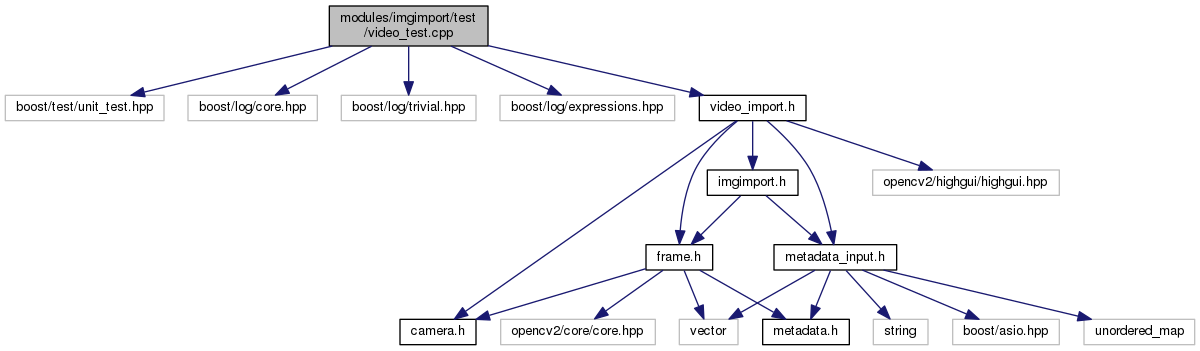 modules/imgimport/test
/video_test.cpp
boost/test/unit_test.hpp
boost/log/core.hpp
boost/log/trivial.hpp
boost/log/expressions.hpp
video_import.h
imgimport.h
opencv2/highgui/highgui.hpp
frame.h
metadata_input.h
camera.h
opencv2/core/core.hpp
vector
metadata.h
string
boost/asio.hpp
unordered_map